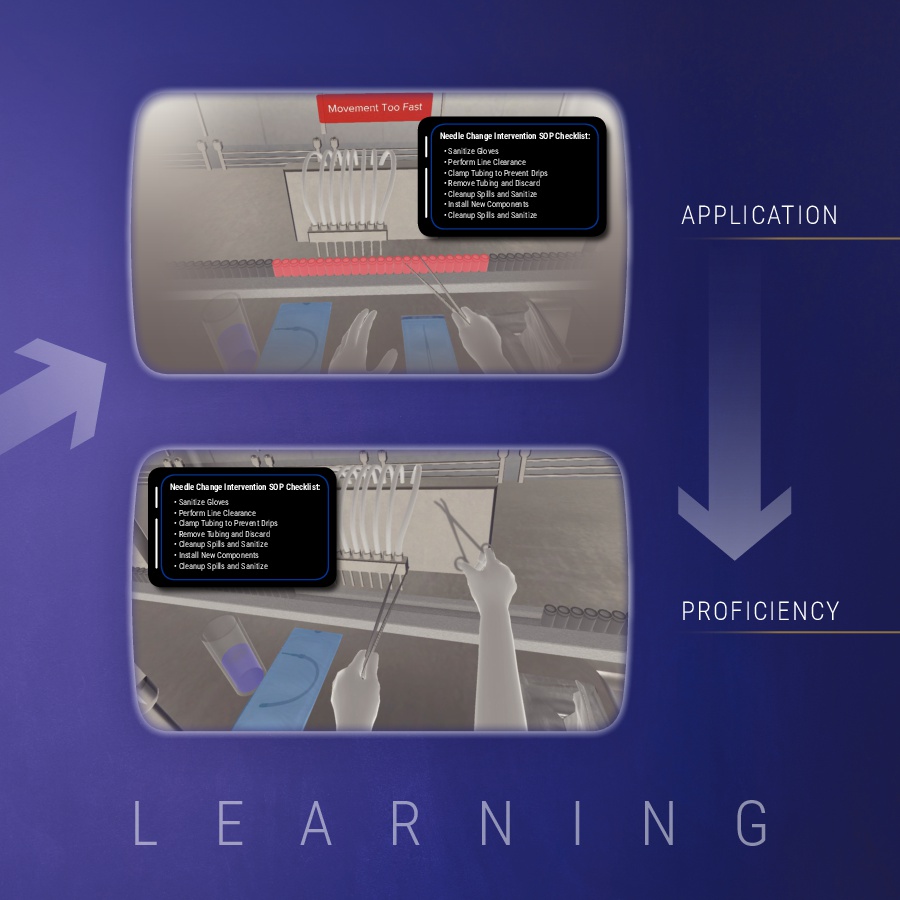 Movement Too Fast
Needle Change Intervention SOP Checklist:
• Sanitize Gloves
• Perform Line Clearance
• Clamp Tubing to Prevent Drips
• Remove Tubing and Discard
• Cleanup Spills and Sanitize
• Install New Components
• Cleanup Spills and Sanitize
APPLICATION
Needle Change Intervention SOP Checklist:
• Sanitize Gloves
• Perform Line Clearance
• Clamp Tubing to Prevent Drips
• Remove Tubing and Discard
• Cleanup Spills and Sanitize
• Install New Components
• Cleanup Spills and Sanitize
PROFICIENCY
LEARNING